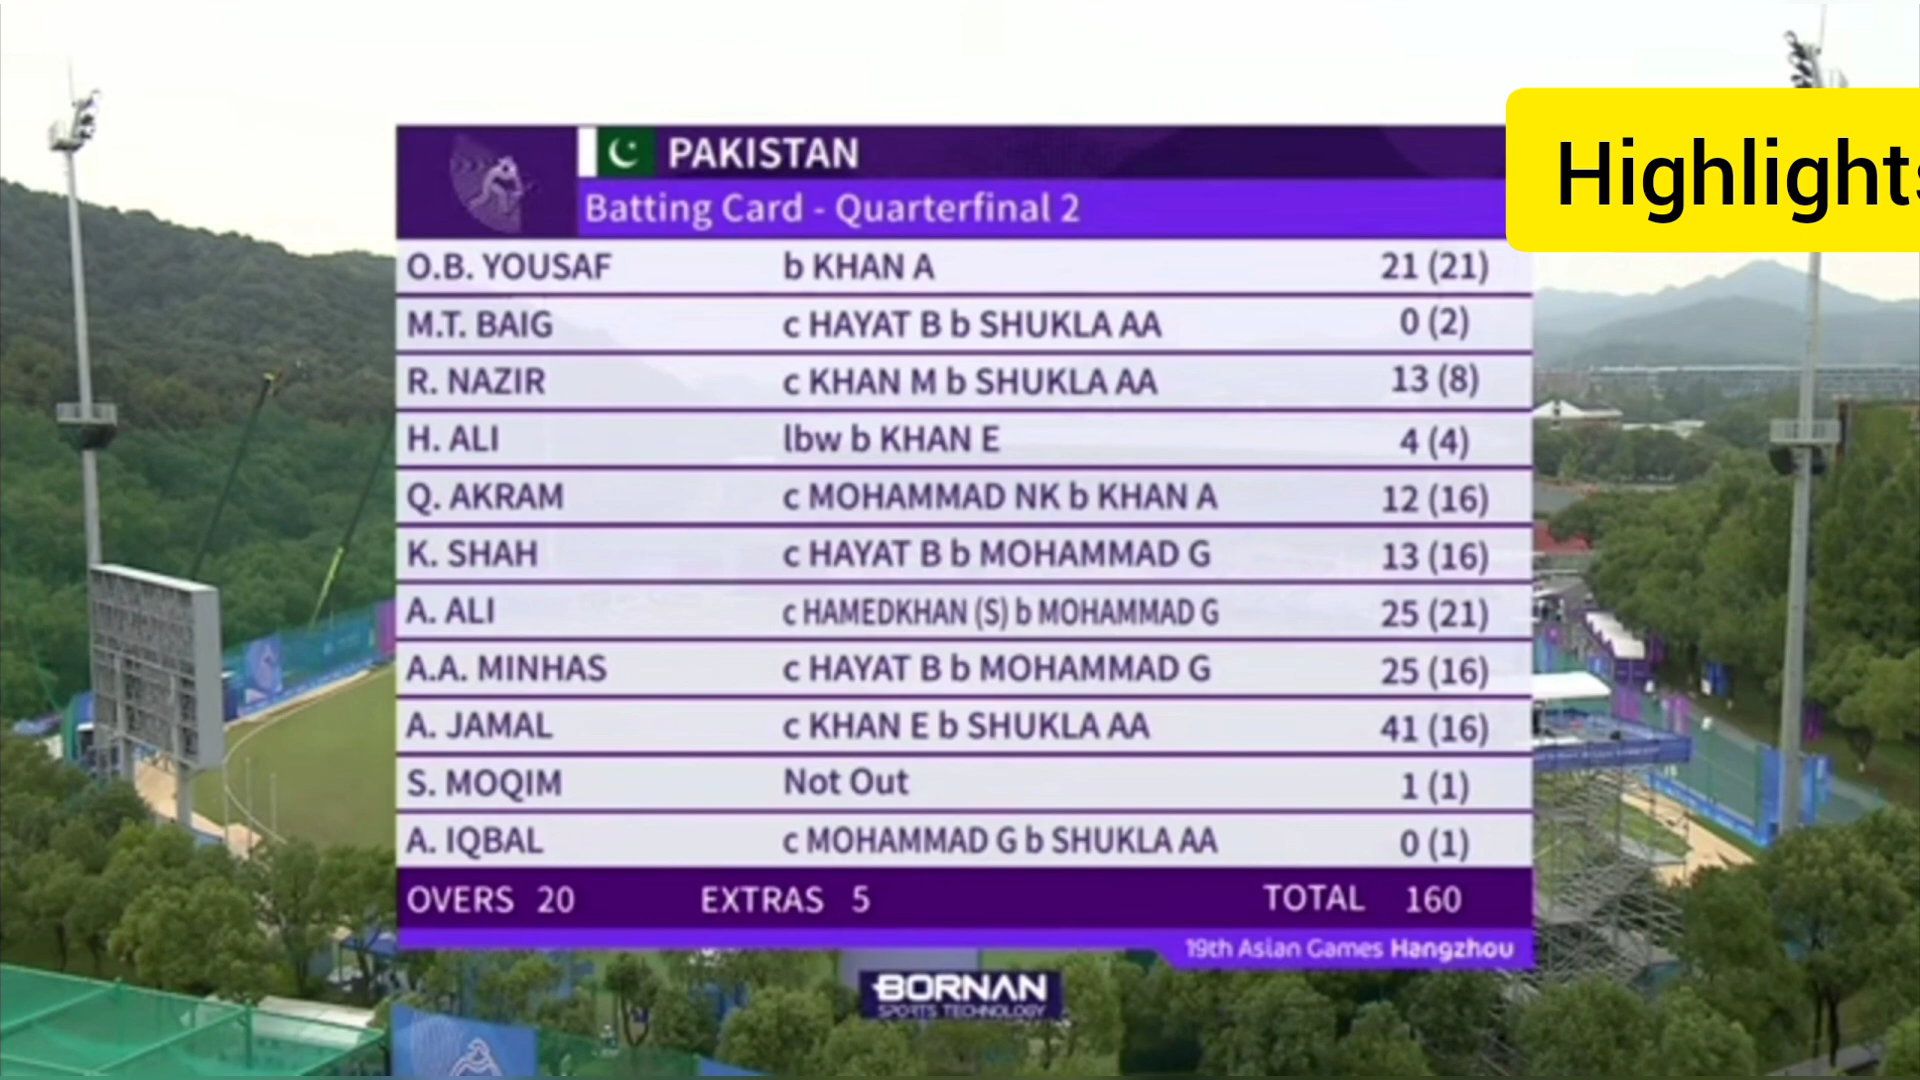 PAKISTAN
Highlights
Batting Card - Quarterfinal 2
O.B. YOUSAF b KHAN A 21 (21)
M.T. BAIG c HAYAT B b SHUKLA AA 0 (2)
R. NAZIR c KHAN M b SHUKLA AA 13 (8)
H. ALI lbw b KHAN E 4 (4)
Q. AKRAM c MOHAMMAD NK b KHAN A 12 (16)
K. SHAH c HAYAT B b MOHAMMAD G 13 (16)
A. ALI c HAMEDKHAN (S) b MOHAMMAD G 25 (21)
A.A. MINHAS c HAYAT B b MOHAMMAD G 25 (16)
A. JAMAL c KHAN E b SHUKLA AA 41 (16)
S. MOQIM Not Out 1 (1)
A. IQBAL c MOHAMMAD G b SHUKLA AA 0 (1)
OVERS 20 EXTRAS 5 TOTAL 160
19th Asian Games Hangzhou
BORNAN
SPORTS TECHNOLOGY